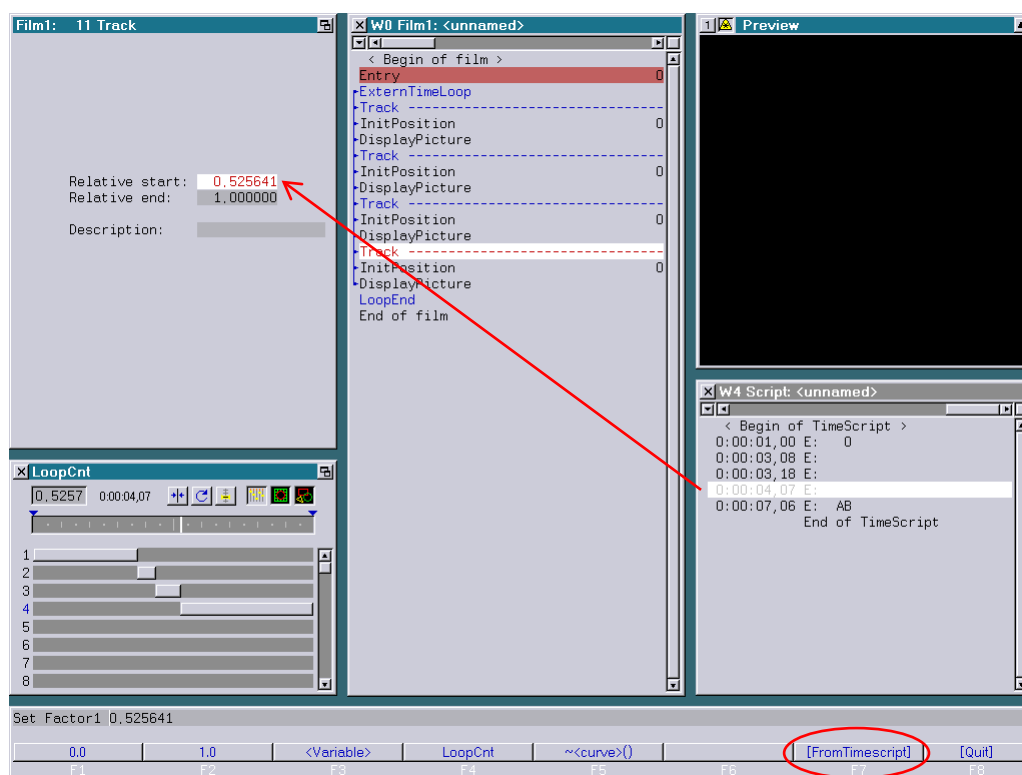 Film1: 11 Track
Relative start: 0,525641
Relative end: 1,000000
Description:
W0 Film1: <unnamed>
< Begin of film >
Entry 0
ExternTimeLoop
Track ---------------------------
InitPosition 0
DisplayPicture
Track ---------------------------
InitPosition 0
DisplayPicture
Track ---------------------------
InitPosition 0
DisplayPicture
Track ---------------------------
InitPosition 0
DisplayPicture
LoopEnd
End of film
1 Preview
W4 Script: <unnamed>
< Begin of TimeScript >
0:00:01,00 E: 0
0:00:03,08 E:
0:00:03,18 E:
0:00:04,07 E:
0:00:07,06 E: AB
End of TimeScript
LoopCnt
0,5257 0:00:04,07
1
2
3
4
5
6
7
8
Set Factor1 0,525641
0.0 1.0 <Variable> LoopCnt ~<curve>() [FromTimescript] [Quit]
F1 F2 F3 F4 F5 F6 F7 F8